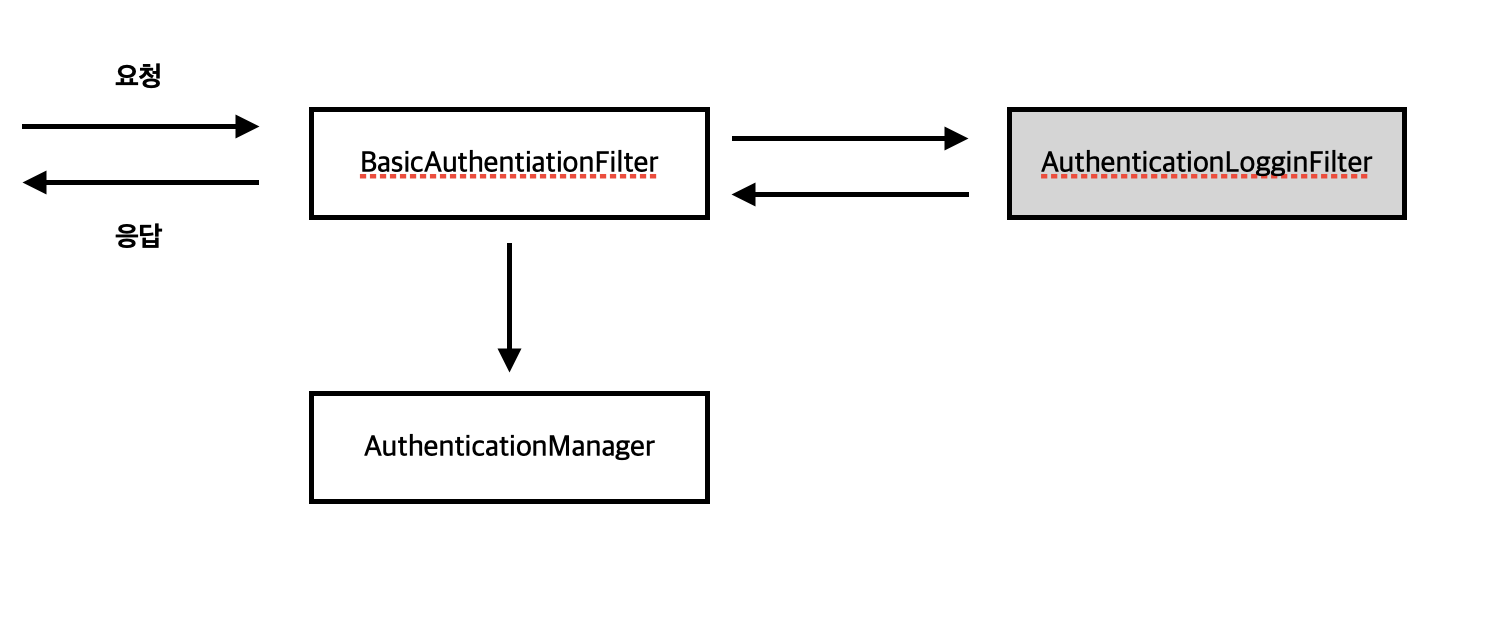 요청
BasicAuthentiationFilter
AuthenticationLogginFilter
응답
AuthenticationManager